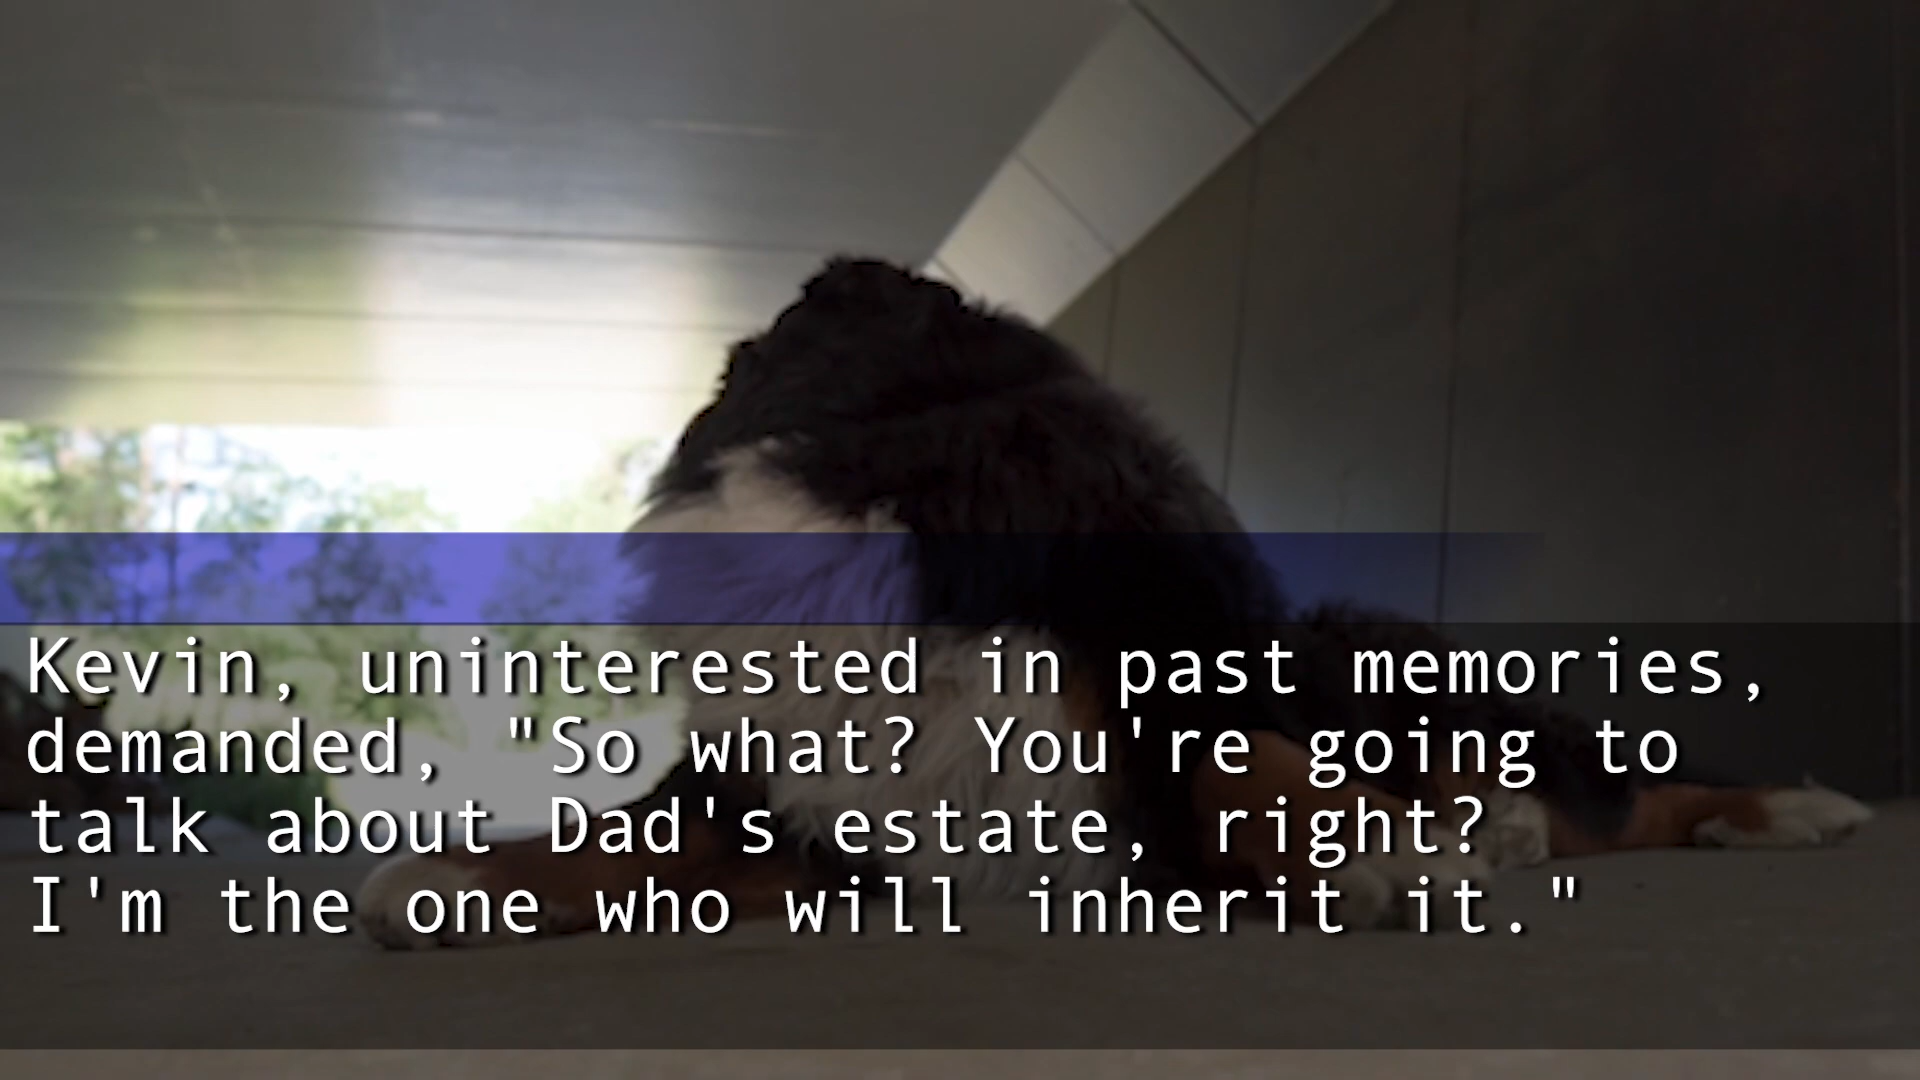 Kevin, uninterested in past memories,
demanded, "So what? You're going to
talk about Dad's estate, right?
I'm the one who will inherit it."